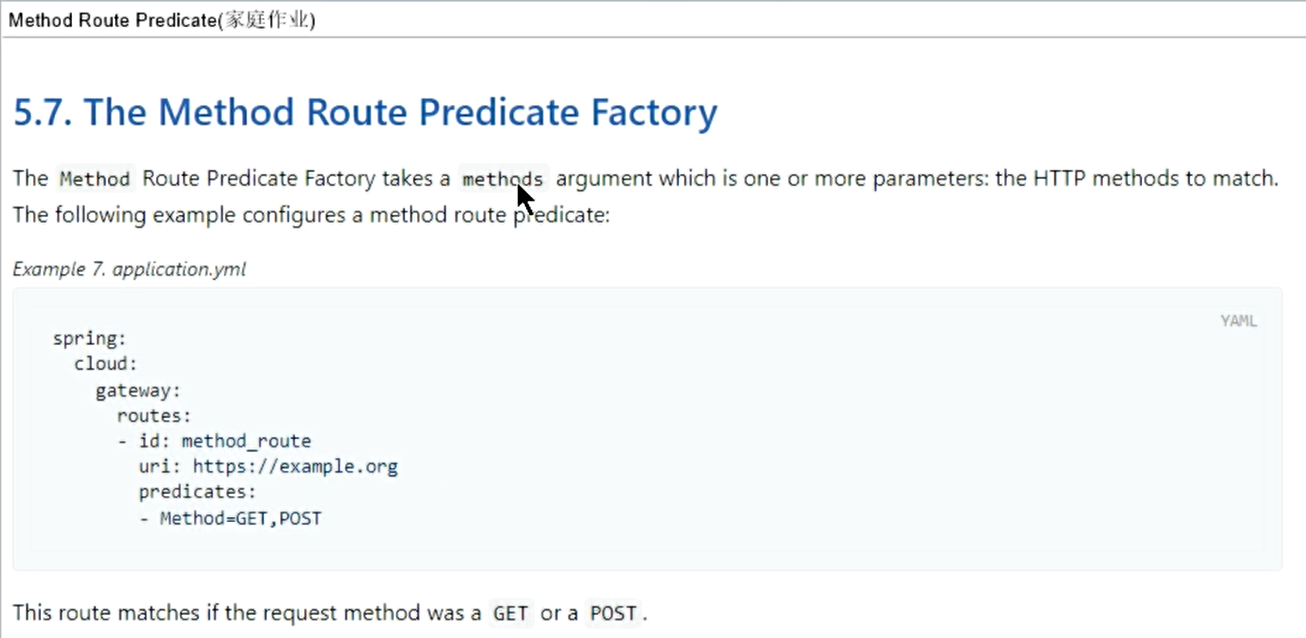 Method Route Predicate(家庭作业)
5.7. The Method Route Predicate Factory
The Method Route Predicate Factory takes a methods argument which is one or more parameters: the HTTP methods to match.
The following example configures a method route predicate:
Example 7. application.yml
YAML
spring:
  cloud:
    gateway:
      routes:
      - id: method_route
        uri: https://example.org
        predicates:
        - Method=GET,POST
This route matches if the request method was a GET or a POST.